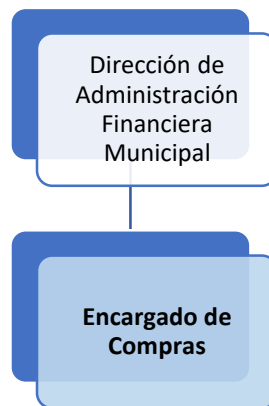 Dirección de
Administración
Financiera
Municipal
Encargado de
Compras